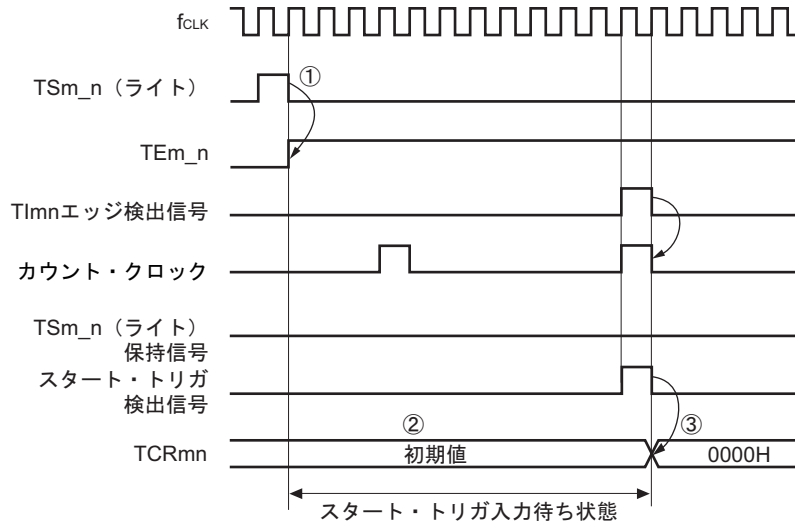 fCLK
TSm_n（ライト）
①
TEm_n
TImnエッジ検出信号
カウント・クロック
TSm_n（ライト）
保持信号
スタート・トリガ
検出信号
②
③
TCRmn
初期値
0000H
スタート・トリガ入力待ち状態